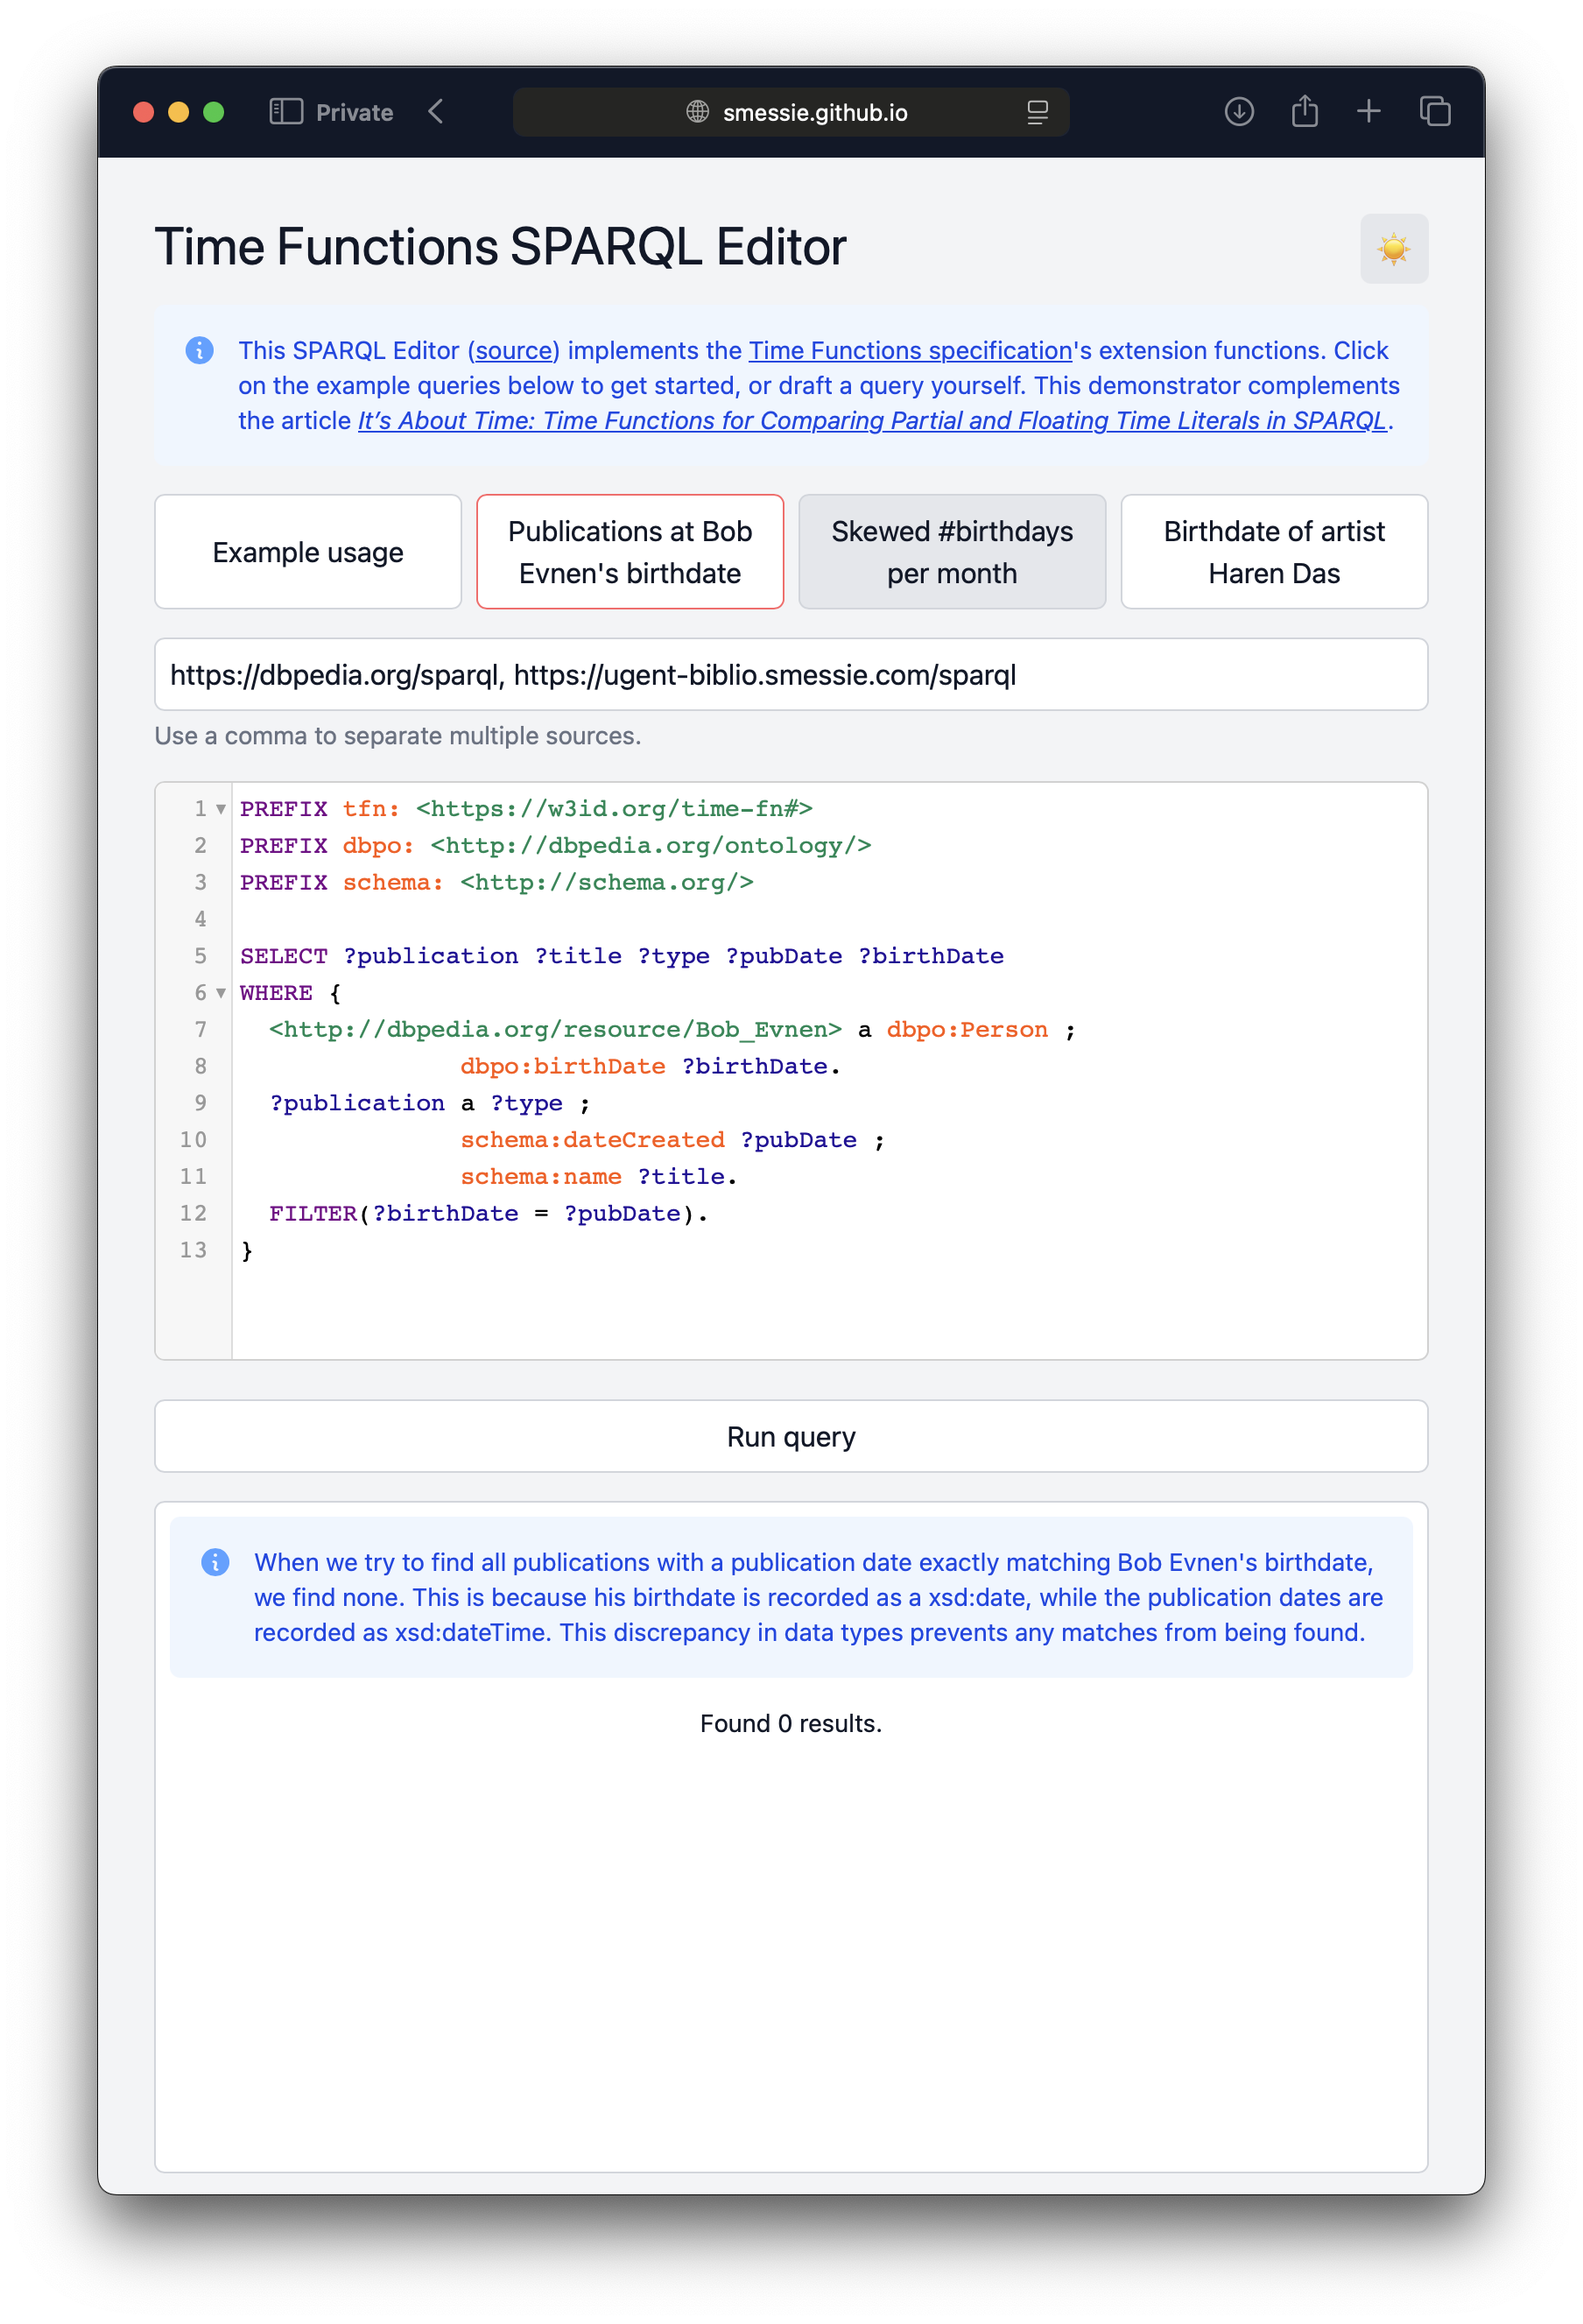 Private
smessie.github.io
Time Functions SPARQL Editor
This SPARQL Editor (source) implements the Time Functions specification's extension functions. Click
on the example queries below to get started, or draft a query yourself. This demonstrator complements
the article It’s About Time: Time Functions for Comparing Partial and Floating Time Literals in SPARQL.
Example usage
Publications at Bob
Evnen's birthdate
Skewed #birthdays
per month
Birthdate of artist
Haren Das
https://dbpedia.org/sparql, https://ugent-biblio.smessie.com/sparql
Use a comma to separate multiple sources.
1 PREFIX tfn: <https://w3id.org/time-fn#>
2 PREFIX dbpo: <http://dbpedia.org/ontology/>
3 PREFIX schema: <http://schema.org/>
4
5 SELECT ?publication ?title ?type ?pubDate ?birthDate
6 WHERE {
7 <http://dbpedia.org/resource/Bob_Evnen> a dbpo:Person ;
8 dbpo:birthDate ?birthDate.
9 ?publication a ?type ;
10 schema:dateCreated ?pubDate ;
11 schema:name ?title.
12 FILTER(?birthDate = ?pubDate).
13 }
Run query
When we try to find all publications with a publication date exactly matching Bob Evnen's birthdate,
we find none. This is because his birthdate is recorded as a xsd:date, while the publication dates are
recorded as xsd:dateTime. This discrepancy in data types prevents any matches from being found.
Found 0 results.